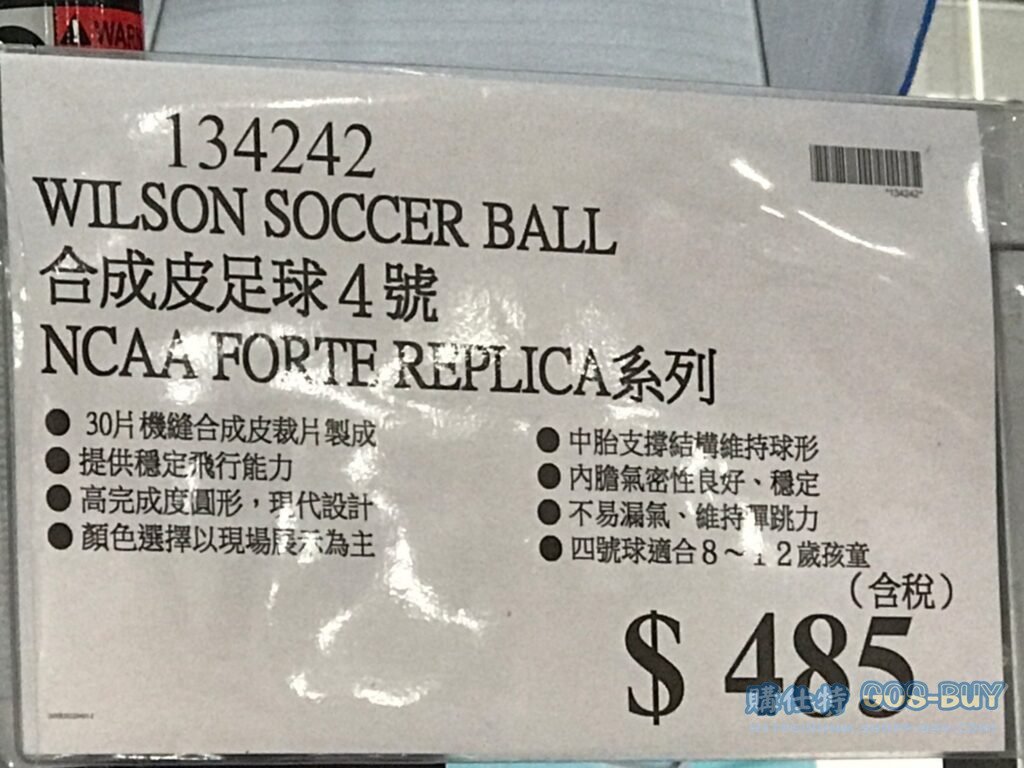 WARN
134242
*134242*
WILSON SOCCER BALL
合成皮足球4號
NCAA FORTE REPLICA系列
● 30片機縫合成皮裁片製成
● 提供穩定飛行能力
● 高完成度圓形，現代設計
● 顏色選擇以現場展示為主
● 中胎支撐結構維持球形
● 內膽氣密性良好、穩定
● 不易漏氣、維持彈跳力
● 四號球適合8～12歲孩童
(含稅)
$ 485
購仕特 GOS-BUY